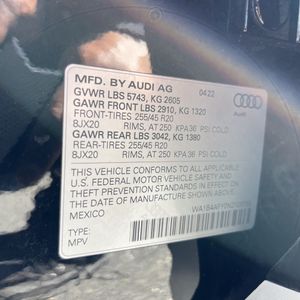 MFD. BY AUDI AG 04/22
GVWR LBS 5743, KG 2605
GAWR FRONT LBS 2910, KG 1320
FRONT-TIRES 255/45 R20
8JX20 RIMS, AT 250 KPA 36 PSI COLD
GAWR REAR LBS 3042, KG 1380
REAR-TIRES 255/45 R20
8JX20 RIMS, AT 250 KPA 36 PSI COLD
Audi
THIS VEHICLE CONFORMS TO ALL APPLICABLE
U.S. FEDERAL MOTOR VEHICLE SAFETY AND
THEFT PREVENTION STANDARDS IN EFFECT ON
THE DATE OF MANUFACTURE SHOWN ABOVE
MEXICO
TYPE:
MPV